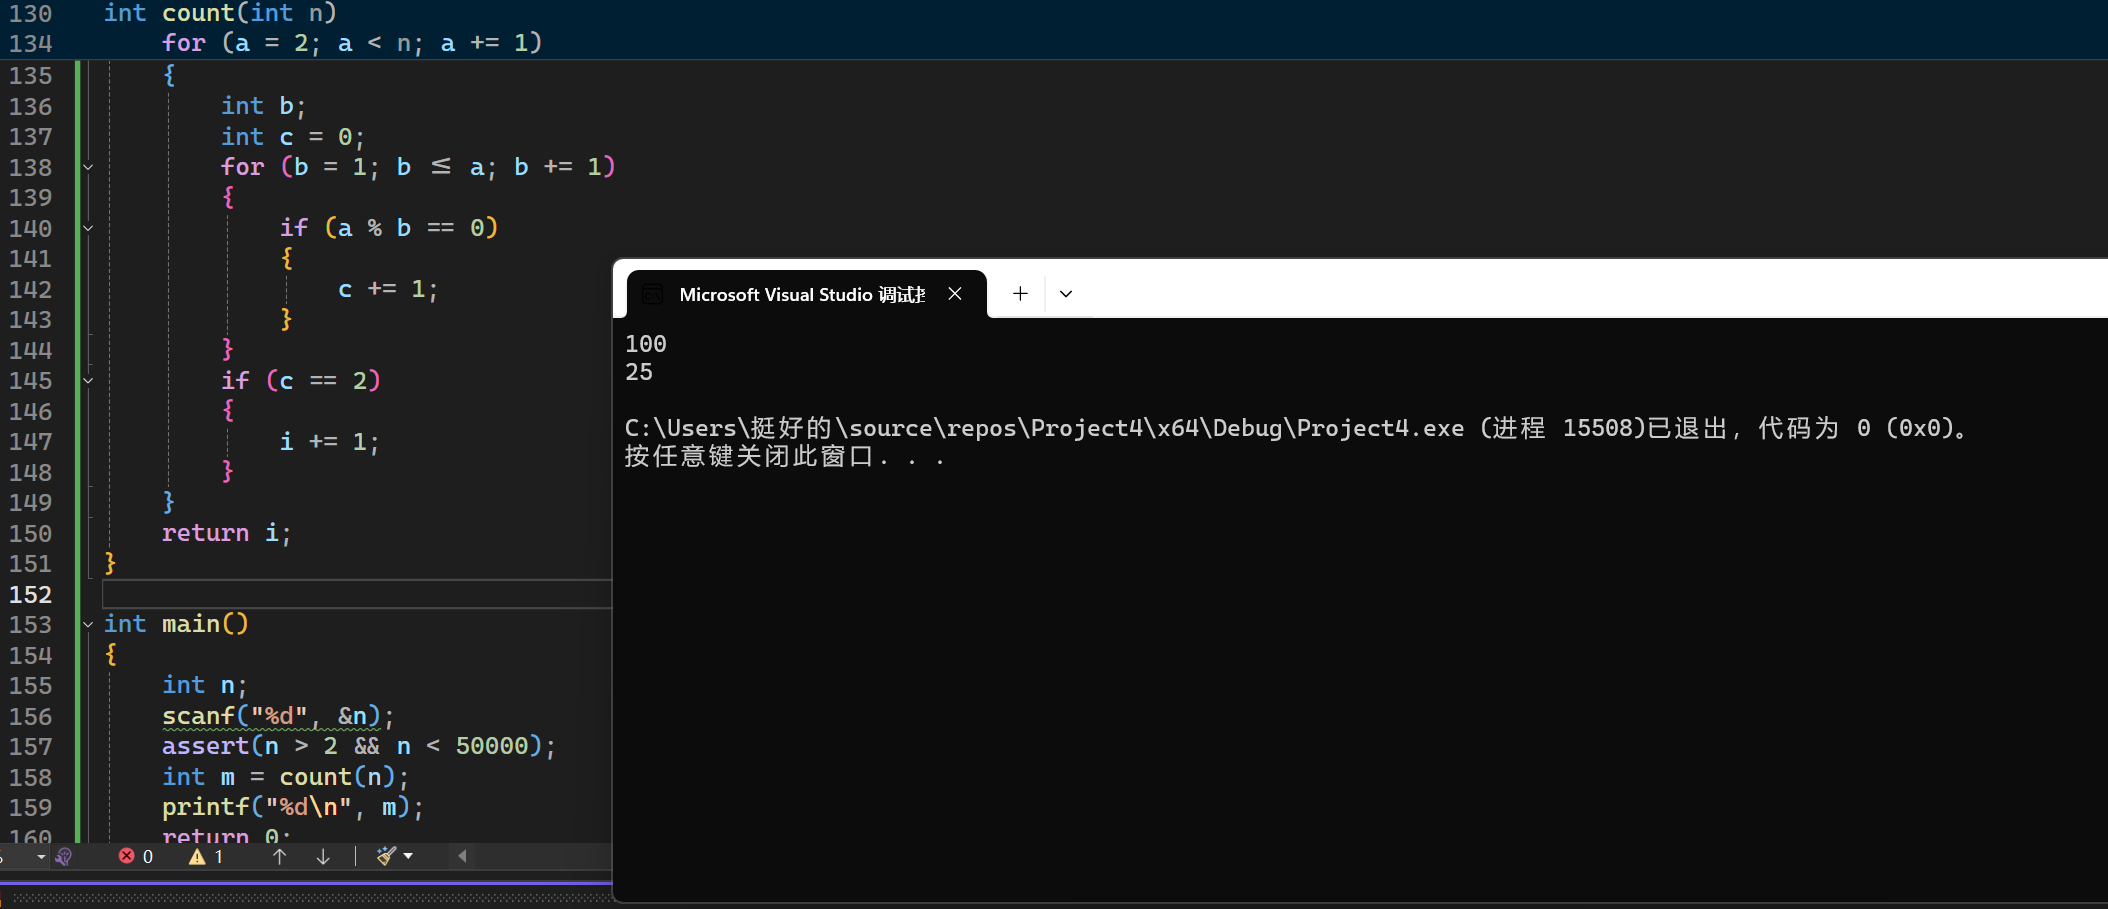 130 int count(int n)
134     for (a = 2; a < n; a += 1)
135     {
136         int b;
137         int c = 0;
138         for (b = 1; b ≤ a; b += 1)
139         {
140             if (a % b == 0)
141             {
142                 c += 1;
143             }
144         }
145         if (c == 2)
146         {
147             i += 1;
148         }
149     }
150     return i;
151 }
152
153 int main()
154 {
155     int n;
156     scanf("%d", &n);
157     assert(n > 2 && n < 50000);
158     int m = count(n);
159     printf("%d\n", m);
160     return 0;
0 1
Microsoft Visual Studio 调试
100
25
C:\Users\挺好的\source\repos\Project4\x64\Debug\Project4.exe (进程 15508)已退出，代码为 0 (0x0)。
按任意键关闭此窗口. . .